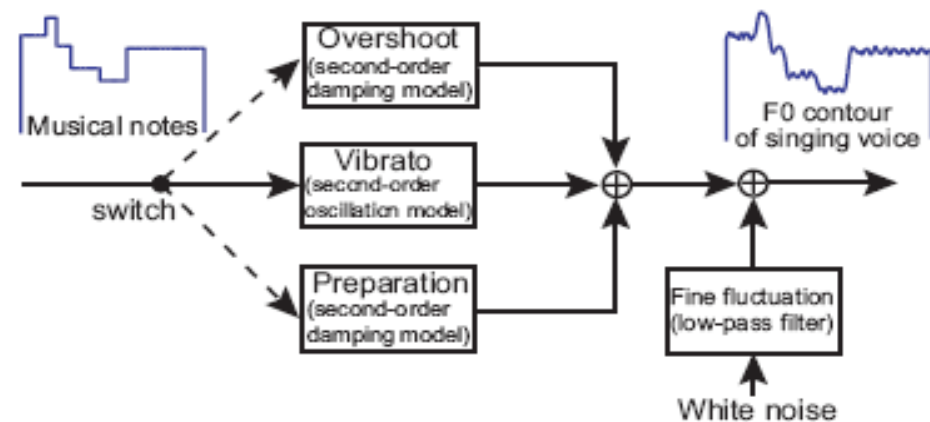 Musical notes
switch
Overshoot
(second-order
damping model)
Vibrato
(second-order
oscillation model)
Preparation
(second-order
damping model)
F0 contour
of singing voice
Fine fluctuation
(low-pass filter)
White noise